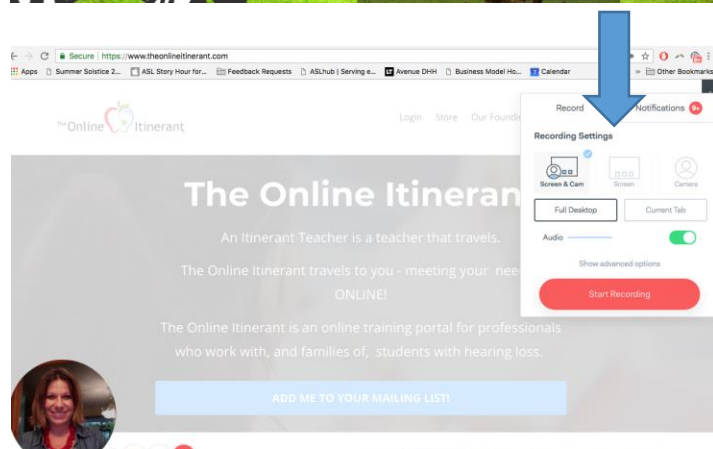 Secure https://www.theonlineitinerant.com
Apps Summer Solstice 2... ASL Story Hour for... Feedback Requests ASLhub | Serving e... Avenue DHH Business Model Ho... Calendar » Other Bookmarks
Record Notifications 9+
™Online Itinerant
Login Store Our Founde
Recording Settings
Screen & Cam Screen Camera
Full Desktop Current Tab
Audio
Show advanced options
Start Recording
The Online Itineran
An Itinerant Teacher is a teacher that travels.
The Online Itinerant travels to you - meeting your nee
ONLINE!
The Online Itinerant is an online training portal for professionals
who work with, and families of, students with hearing loss.
ADD ME TO YOUR MAILING LIST!